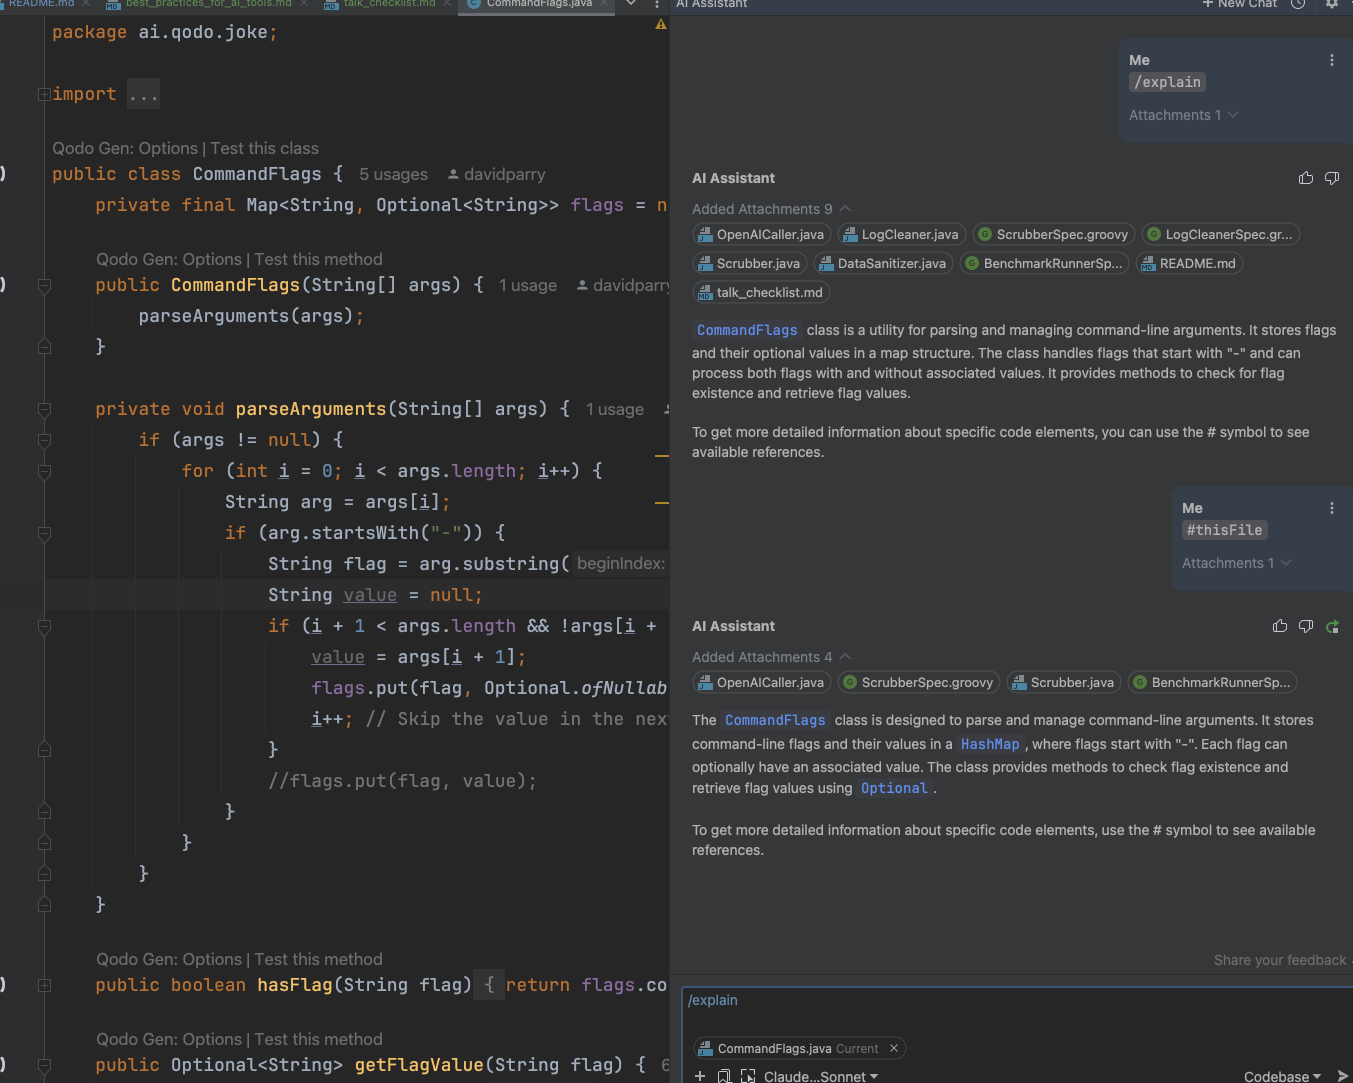 README.md best_practices_for_ai_tools.md talk_checklist.md CommandFlags.java
package ai.qodo.joke;
import ...
Qodo Gen: Options | Test this class
public class CommandFlags { 5 usages davidparry
private final Map<String, Optional<String>> flags = n
Qodo Gen: Options | Test this method
public CommandFlags(String[] args) { 1 usage davidparry
parseArguments(args);
}
private void parseArguments(String[] args) { 1 usage
if (args != null) {
for (int i = 0; i < args.length; i++) {
String arg = args[i];
if (arg.startsWith("-")) {
String flag = arg.substring( beginIndex:
String value = null;
if (i + 1 < args.length && !args[i +
value = args[i + 1];
flags.put(flag, Optional.ofNullab
i++; // Skip the value in the nex
}
//flags.put(flag, value);
}
}
}
}
Qodo Gen: Options | Test this method
public boolean hasFlag(String flag) { return flags.co
Qodo Gen: Options | Test this method
public Optional<String> getFlagValue(String flag) { 6
AI Assistant
+ New Chat
Me
/explain
Attachments 1
AI Assistant
Added Attachments 9
OpenAICaller.java LogCleaner.java ScrubberSpec.groovy LogCleanerSpec.gr...
Scrubber.java DataSanitizer.java BenchmarkRunnerSp... README.md
talk_checklist.md
CommandFlags class is a utility for parsing and managing command-line arguments. It stores flags
and their optional values in a map structure. The class handles flags that start with "-" and can
process both flags with and without associated values. It provides methods to check for flag
existence and retrieve flag values.
To get more detailed information about specific code elements, you can use the # symbol to see
available references.
Me
#thisFile
Attachments 1
AI Assistant
Added Attachments 4
OpenAICaller.java ScrubberSpec.groovy Scrubber.java BenchmarkRunnerSp...
The CommandFlags class is designed to parse and manage command-line arguments. It stores
command-line flags and their values in a HashMap , where flags start with "-". Each flag can
optionally have an associated value. The class provides methods to check flag existence and
retrieve flag values using Optional .
To get more detailed information about specific code elements, use the # symbol to see available
references.
Share your feedback
/explain
CommandFlags.java Current
Claude...Sonnet
Codebase